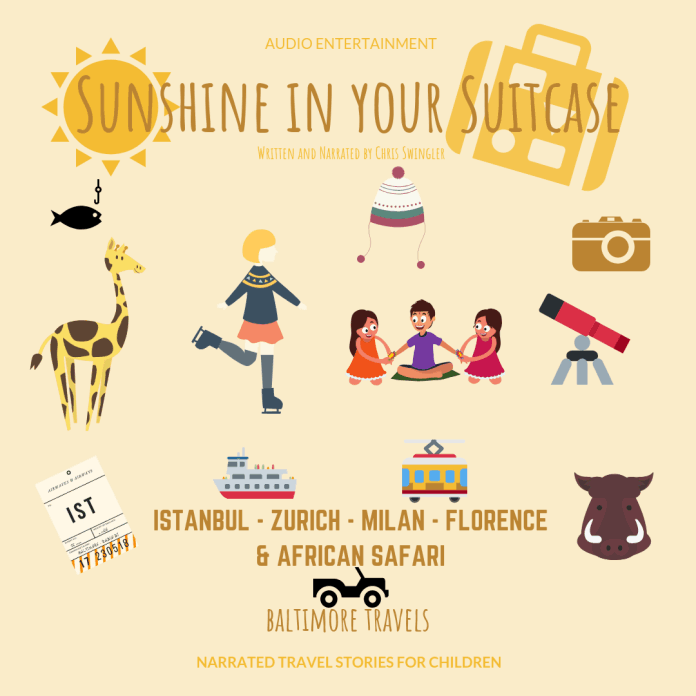 AUDIO ENTERTAINMENT
SUNSHINE IN YOUR SUITCASE
WRITTEN AND NARRATED BY CHRIS SWINGLER
IST
ISTANBUL - ZURICH - MILAN - FLORENCE
& AFRICAN SAFARI
BALTIMORE TRAVELS
NARRATED TRAVEL STORIES FOR CHILDREN